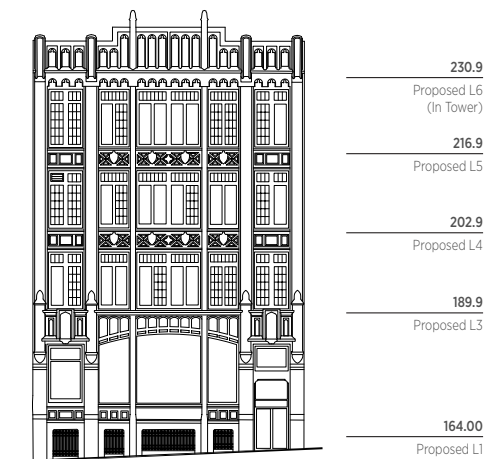 230.9
Proposed L6
(In Tower)
216.9
Proposed L5
202.9
Proposed L4
189.9
Proposed L3
164.00
Proposed L1